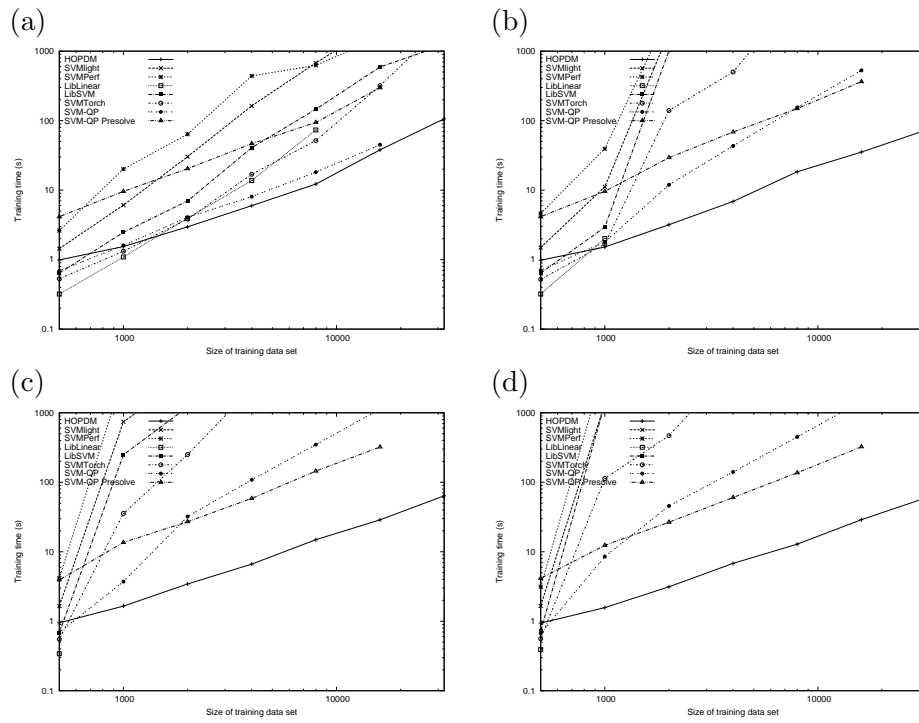 (a)
1000
100
10
1
0.1
Training time (s)
HOPDM
SVMlight
SVMPerf
LibLinear
LibSVM
SVMTorch
SVM-QP
SVM-QP Presolve
1000
10000
Size of training data set
(b)
1000
100
10
1
0.1
Training time (s)
HOPDM
SVMlight
SVMPerf
LibLinear
LibSVM
SVMTorch
SVM-QP
SVM-QP Presolve
1000
10000
Size of training data set
(c)
1000
100
10
1
0.1
Training time (s)
HOPDM
SVMlight
SVMPerf
LibLinear
LibSVM
SVMTorch
SVM-QP
SVM-QP Presolve
1000
10000
Size of training data set
(d)
1000
100
10
1
0.1
Training time (s)
HOPDM
SVMlight
SVMPerf
LibLinear
LibSVM
SVMTorch
SVM-QP
SVM-QP Presolve
1000
10000
Size of training data set